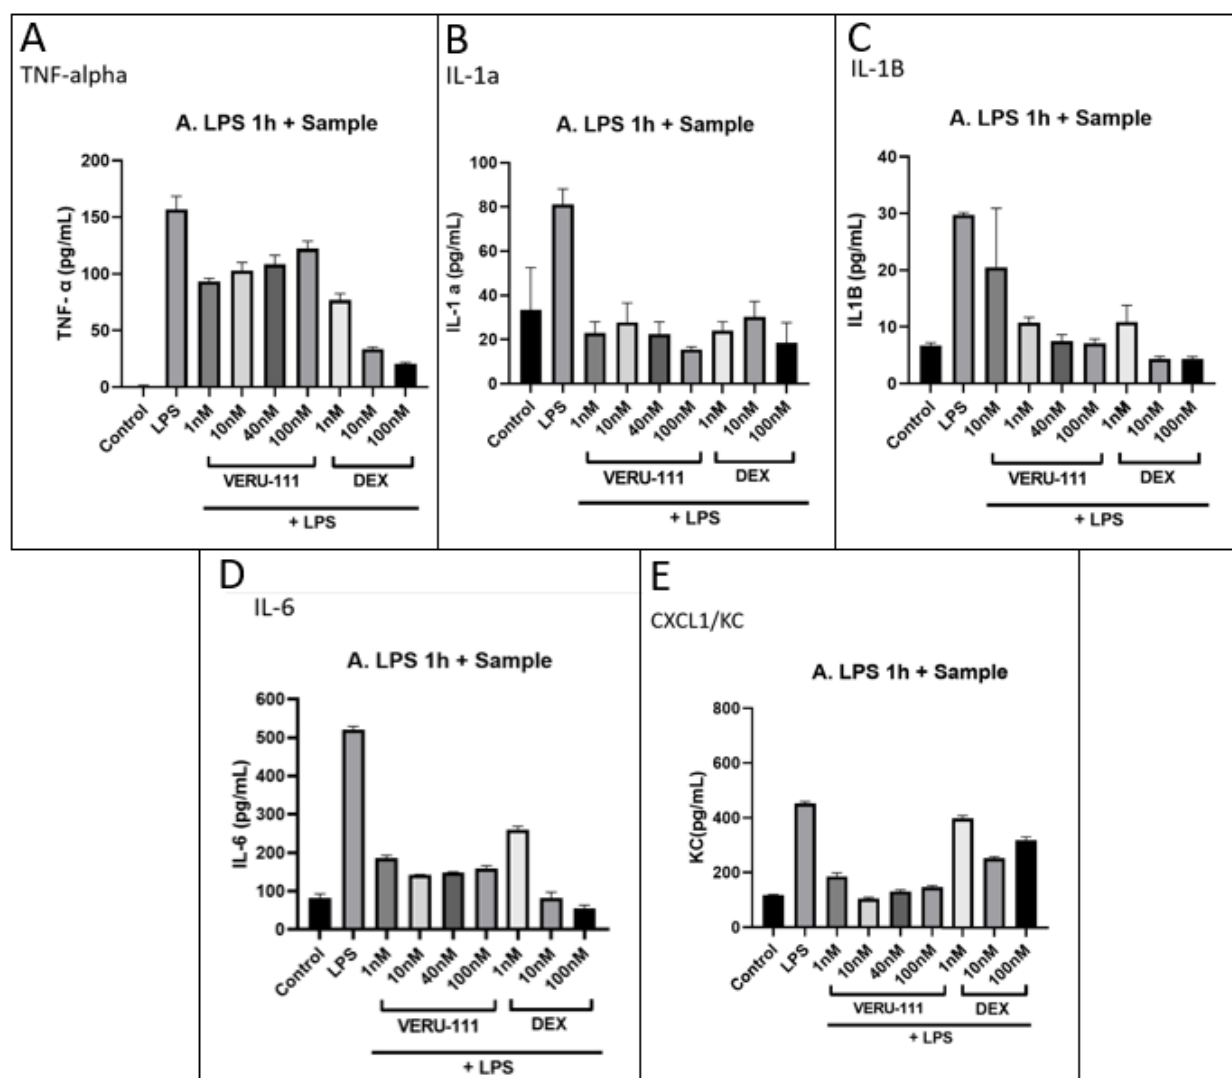 A
TNF-alpha
A. LPS 1h + Sample
TNF- α (pg/mL)
200
150
100
50
0
Control
LPS
1nM
10nM
40nM
100nM
1nM
10nM
100nM
VERU-111
DEX
+ LPS
B
IL-1a
A. LPS 1h + Sample
IL-1 a (pg/mL)
100
80
60
40
20
0
Control
LPS
1nM
10nM
40nM
100nM
1nM
10nM
100nM
VERU-111
DEX
+ LPS
C
IL-1B
A. LPS 1h + Sample
IL1B (pg/mL)
40
30
20
10
0
Control
LPS
10nM
1nM
40nM
100nM
1nM
10nM
100nM
VERU-111
DEX
+ LPS
D
IL-6
A. LPS 1h + Sample
IL-6 (pg/mL)
600
500
400
300
200
100
0
Control
LPS
1nM
10nM
40nM
100nM
1nM
10nM
100nM
VERU-111
DEX
+ LPS
E
CXCL1/KC
A. LPS 1h + Sample
KC(pg/mL)
800
600
400
200
0
Control
LPS
1nM
10nM
40nM
100nM
1nM
10nM
100nM
VERU-111
DEX
+ LPS